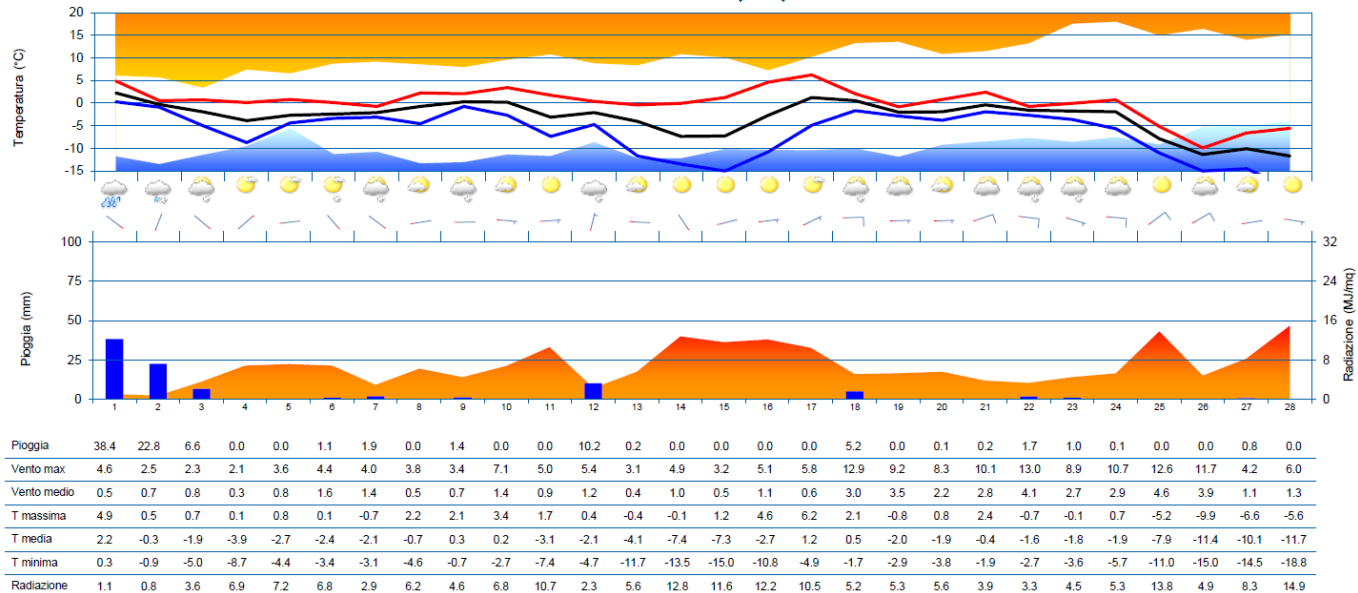 20
15
10
5
0
-5
-10
-15
Temperatura (°C)
100
75
50
25
0
Pioggia (mm)
32
24
16
8
0
Radiazione (MJ/mq)
1 2 3 4 5 6 7 8 9 10 11 12 13 14 15 16 17 18 19 20 21 22 23 24 25 26 27 28
Pioggia 38.4 22.8 6.6 0.0 0.0 1.1 1.9 0.0 1.4 0.0 0.0 10.2 0.2 0.0 0.0 0.0 0.0 5.2 0.0 0.1 0.2 1.7 1.0 0.1 0.0 0.0 0.8 0.0
Vento max 4.6 2.5 2.3 2.1 3.6 4.4 4.0 3.8 3.4 7.1 5.0 5.4 3.1 4.9 3.2 5.1 5.8 12.9 9.2 8.3 10.1 13.0 8.9 10.7 12.6 11.7 4.2 6.0
Vento medio 0.5 0.7 0.8 0.3 0.8 1.6 1.4 0.5 0.7 1.4 0.9 1.2 0.4 1.0 0.5 1.1 0.6 3.0 3.5 2.2 2.8 4.1 2.7 2.9 4.6 3.9 1.1 1.3
T massima 4.9 0.5 0.7 0.1 0.8 0.1 -0.7 2.2 2.1 3.4 1.7 0.4 -0.4 -0.1 1.2 4.6 6.2 2.1 -0.8 0.8 2.4 -0.7 -0.1 0.7 -5.2 -9.9 -6.6 -5.6
T media 2.2 -0.3 -1.9 -3.9 -2.7 -2.4 -2.1 -0.7 0.3 0.2 -3.1 -2.1 -4.1 -7.4 -7.3 -2.7 1.2 0.5 -2.0 -1.9 -0.4 -1.6 -1.8 -1.9 -7.9 -11.4 -10.1 -11.7
T minima 0.3 -0.9 -5.0 -8.7 -4.4 -3.4 -3.1 -4.6 -0.7 -2.7 -7.4 -4.7 -11.7 -13.5 -15.0 -10.8 -4.9 -1.7 -2.9 -3.8 -1.9 -2.7 -3.6 -5.7 -11.0 -15.0 -14.5 -18.8
Radiazione 1.1 0.8 3.6 6.9 7.2 6.8 2.9 6.2 4.6 6.8 10.7 2.3 5.6 12.8 11.6 12.2 10.5 5.2 5.3 5.6 3.9 3.3 4.5 5.3 13.8 4.9 8.3 14.9